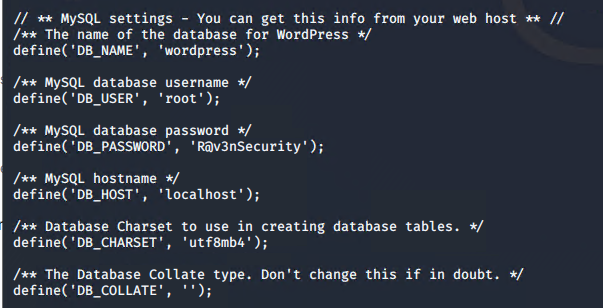 // ** MySQL settings - You can get this info from your web host ** //
/** The name of the database for WordPress */
define('DB_NAME', 'wordpress');
/** MySQL database username */
define('DB_USER', 'root');
/** MySQL database password */
define('DB_PASSWORD', 'R@v3nSecurity');
/** MySQL hostname */
define('DB_HOST', 'localhost');
/** Database Charset to use in creating database tables. */
define('DB_CHARSET', 'utf8mb4');
/** The Database Collate type. Don't change this if in doubt. */
define('DB_COLLATE', '');